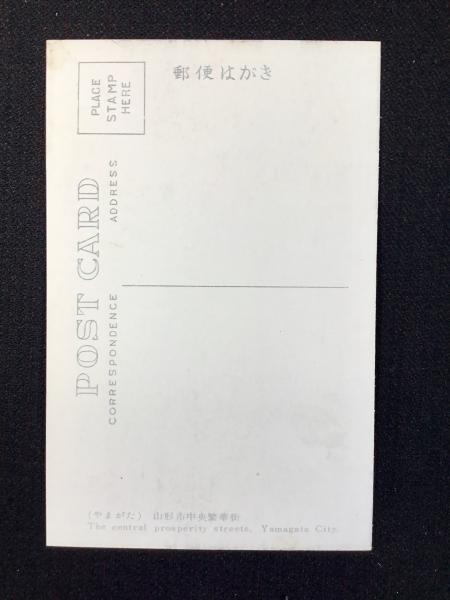 郵便はがき
PLACE
STAMP
HERE
POST CARD
CORRESPONDENCE
ADDRESS
(やまがた) 山形市中央繁華街
The central prosperity streets, Yamagata City.